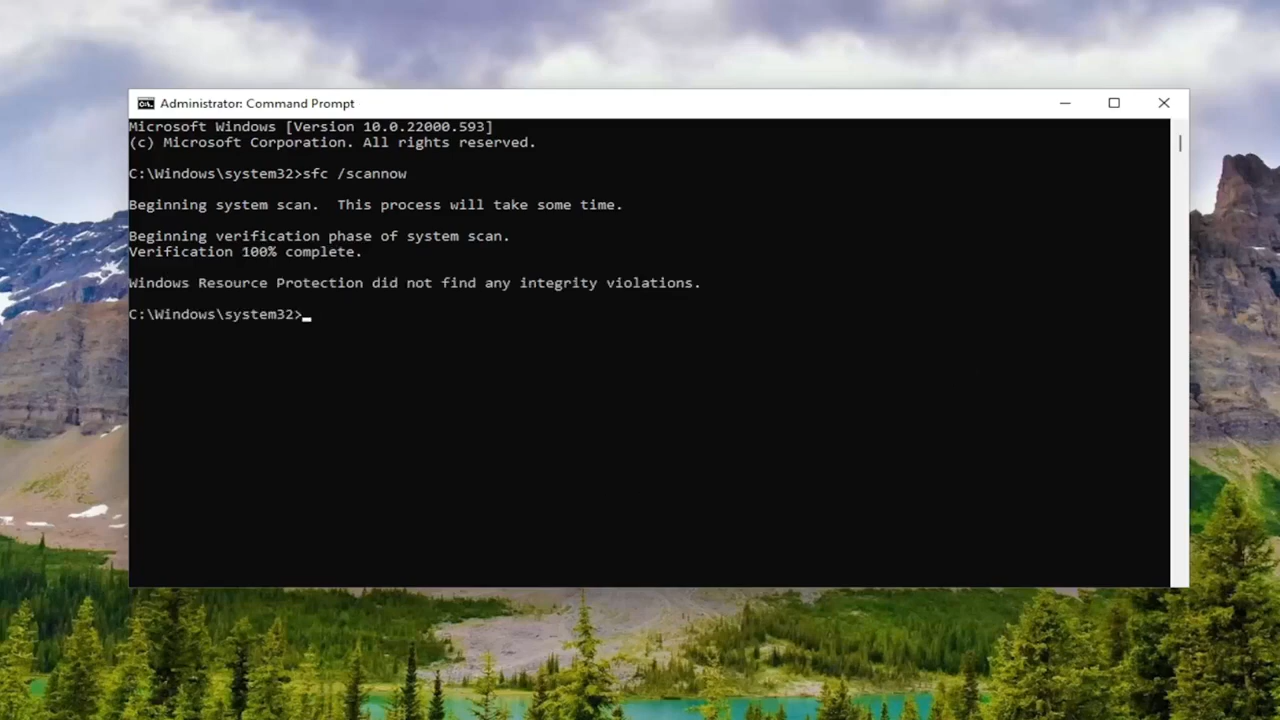 Administrator: Command Prompt
Microsoft Windows [Version 10.0.22000.593]
(c) Microsoft Corporation. All rights reserved.
C:\Windows\system32>sfc /scannow
Beginning system scan.  This process will take some time.
Beginning verification phase of system scan.
Verification 100% complete.
Windows Resource Protection did not find any integrity violations.
C:\Windows\system32>